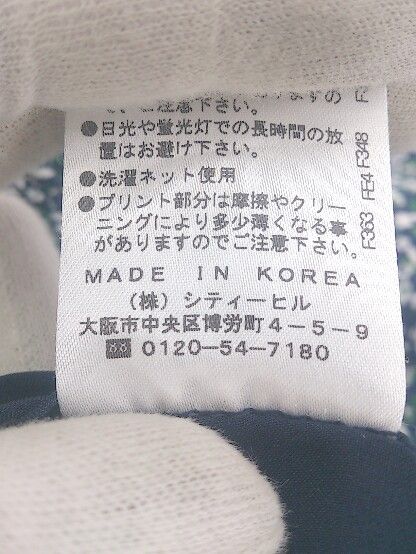 ご注意下さい。
●日光や蛍光灯での長時間の放
置はお避け下さい。
●洗濯ネット使用
●プリント部分は摩擦やクリー
ニングにより多少薄くなる事
がありますのでご注意下さい。
MADE IN KOREA
(株)シティーヒル
大阪市中央区博労町4-5-9
0120-54-7180
F363 FE4 F348